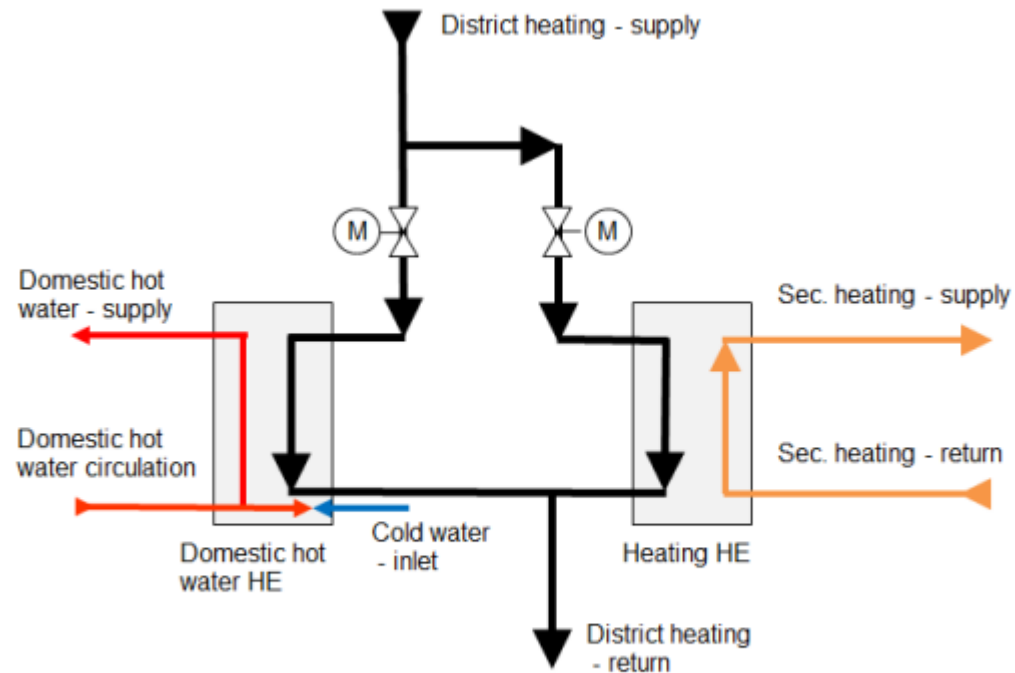 District heating - supply
M
M
Domestic hot
water - supply
Sec. heating - supply
Domestic hot
water circulation
Sec. heating - return
Cold water
- inlet
Domestic hot
water HE
Heating HE
District heating
- return